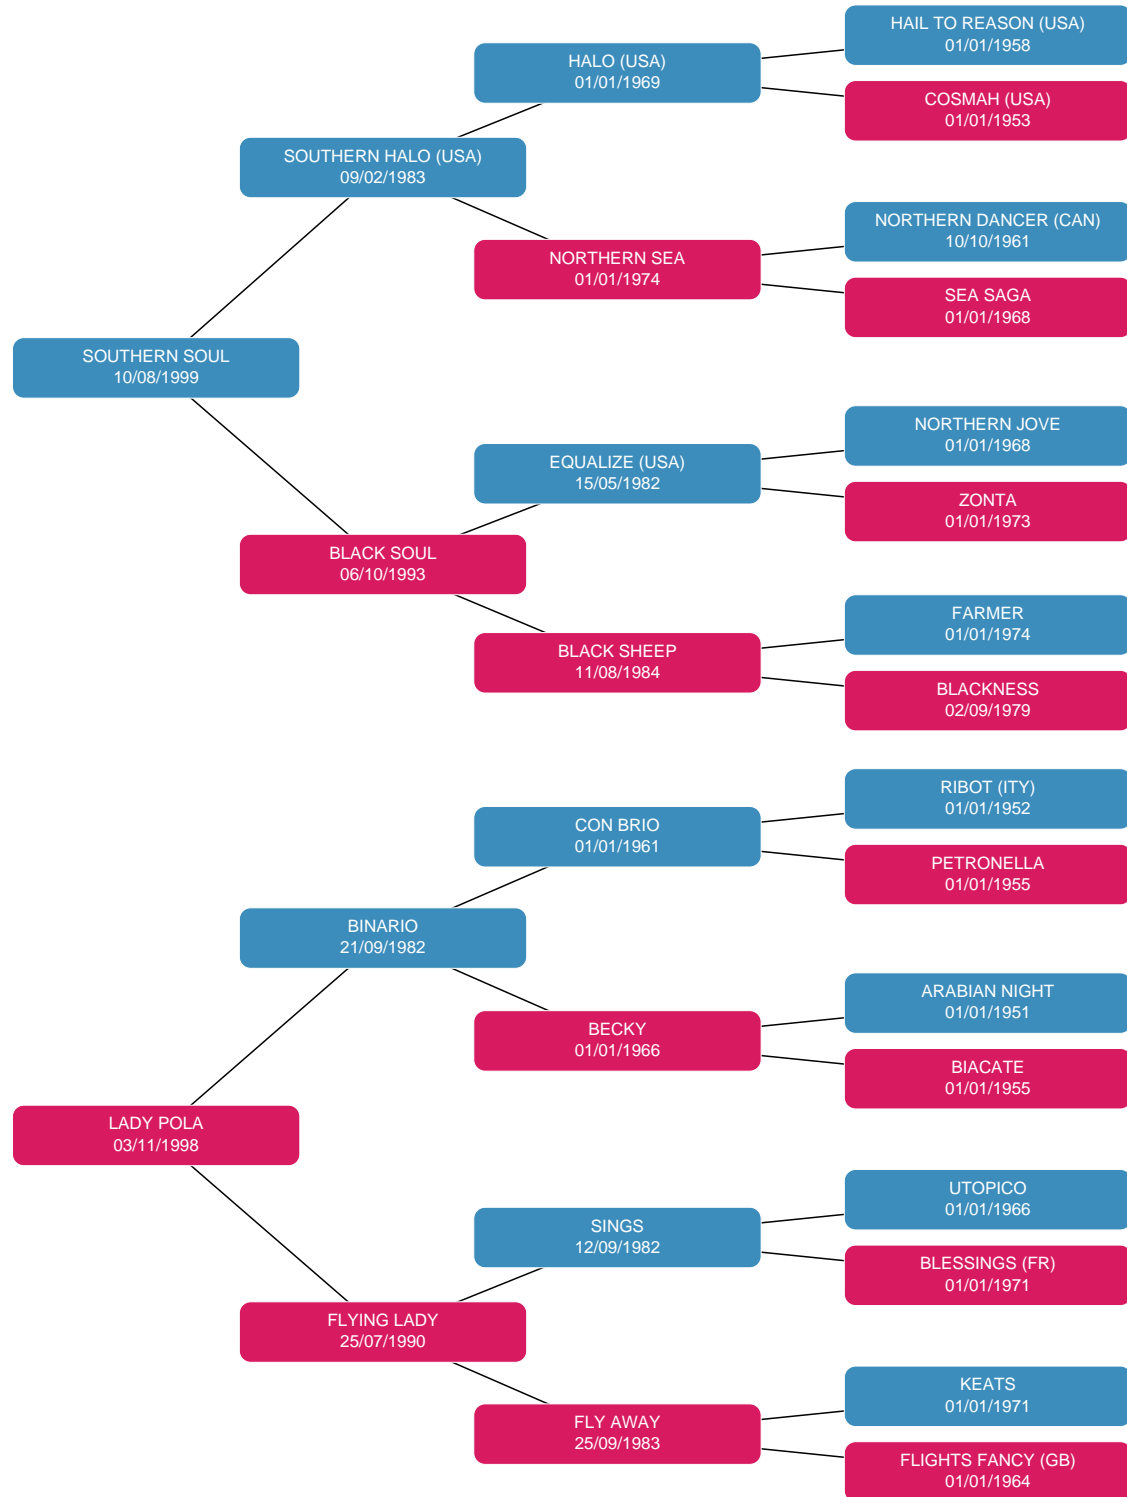 HAIL TO REASON (USA)
01/01/1958
HALO (USA)
01/01/1969
COSMAH (USA)
01/01/1953
SOUTHERN HALO (USA)
09/02/1983
NORTHERN DANCER (CAN)
10/10/1961
NORTHERN SEA
01/01/1974
SEA SAGA
01/01/1968
SOUTHERN SOUL
10/08/1999
NORTHERN JOVE
01/01/1968
EQUALIZE (USA)
15/05/1982
ZONTA
01/01/1973
BLACK SOUL
06/10/1993
FARMER
01/01/1974
BLACK SHEEP
11/08/1984
BLACKNESS
02/09/1979
RIBOT (ITY)
01/01/1952
CON BRIO
01/01/1961
PETRONELLA
01/01/1955
BINARIO
21/09/1982
ARABIAN NIGHT
01/01/1951
BECKY
01/01/1966
BIACATE
01/01/1955
LADY POLA
03/11/1998
UTOPICO
01/01/1966
SINGS
12/09/1982
BLESSINGS (FR)
01/01/1971
FLYING LADY
25/07/1990
KEATS
01/01/1971
FLY AWAY
25/09/1983
FLIGHTS FANCY (GB)
01/01/1964